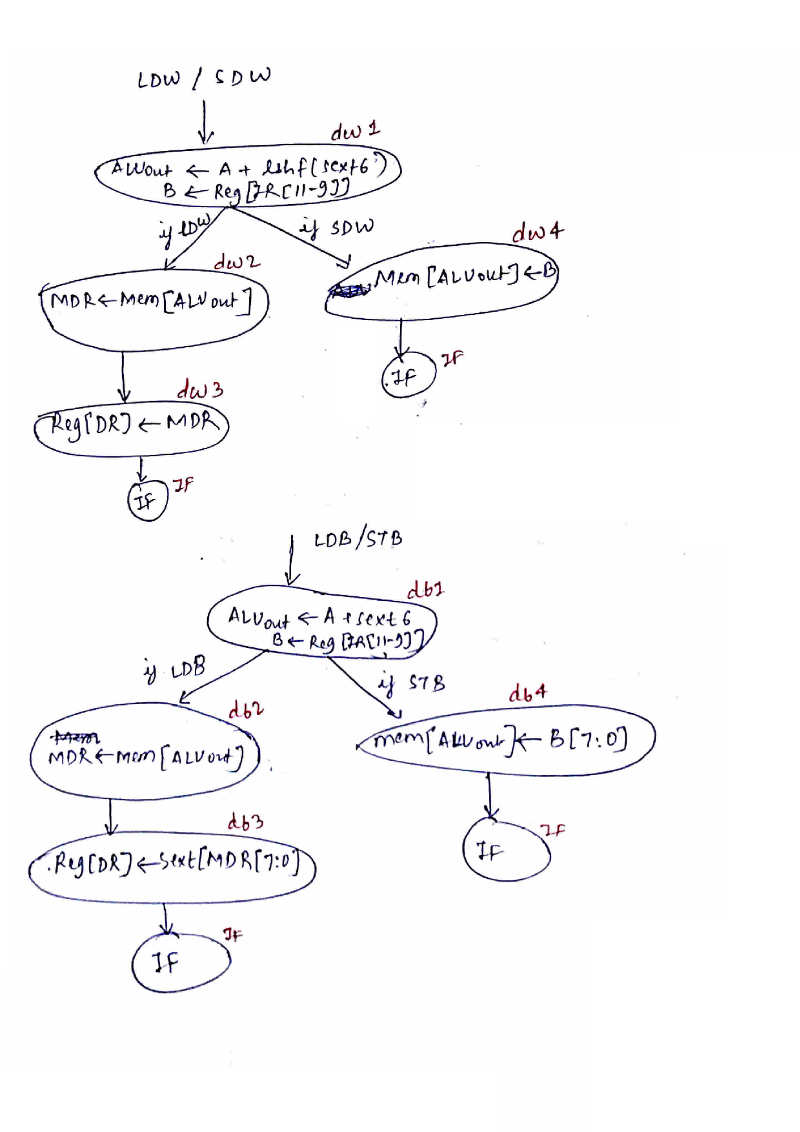 LDW / SDW
dw1
ALUout ← A + lshf(sext6)
B ← Reg[IR[11-9]]
if LDW
if SDW
dw2
dw4
MDR ← Mem[ALUout]
Mem[ALUout] ← B
IF
IF
dw3
Reg[DR] ← MDR
IF
IF
LDB/STB
db1
ALUout ← A + sext6
B ← Reg[IR[11-9]]
if LDB
if STB
db2
db4
MDR ← Mem[ALUout]
mem[ALUout] ← B[7:0]
db3
IF
IF
Reg[DR] ← Sext[MDR[7:0]
IF
IF